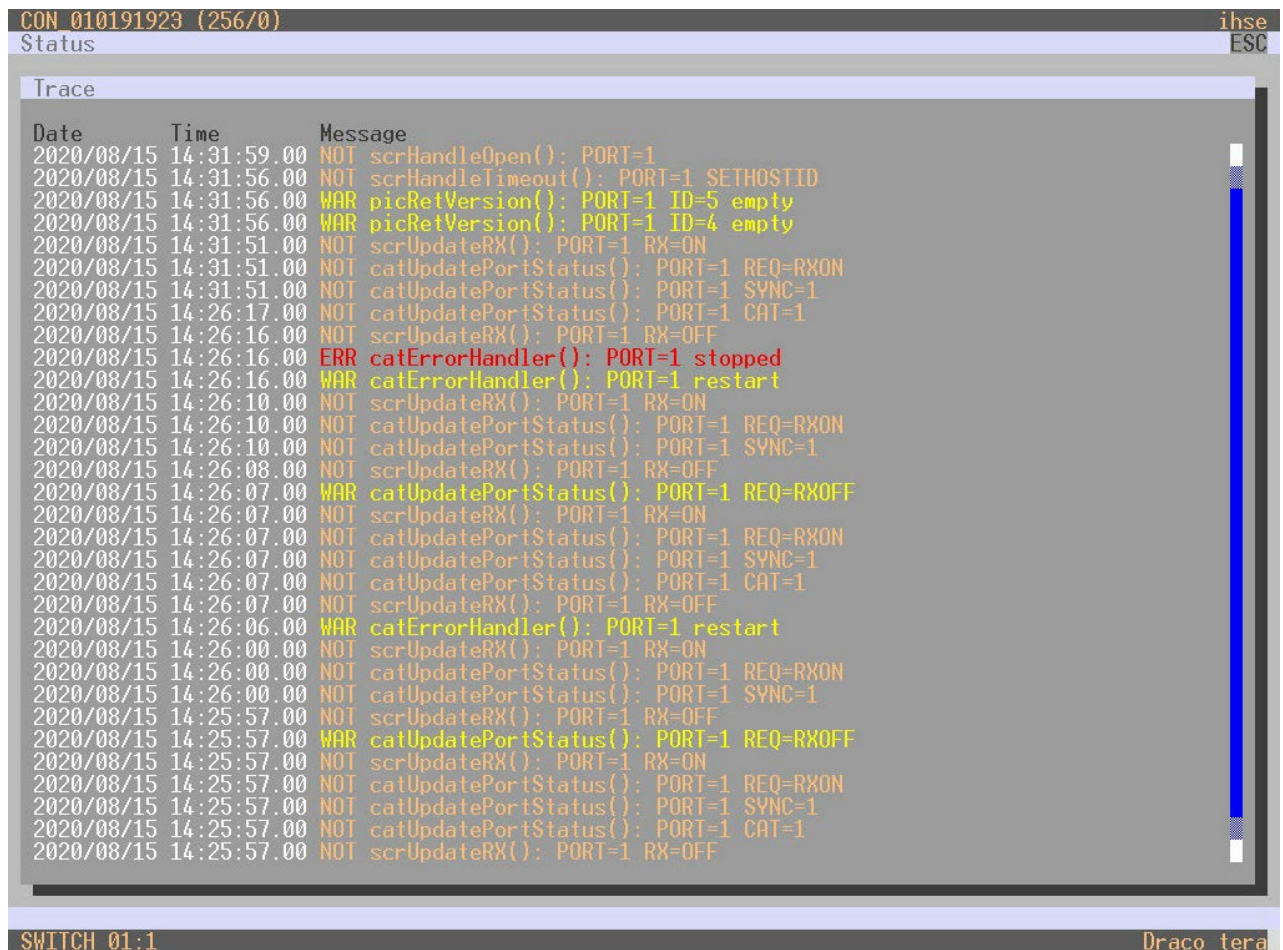 CON_010191923 (256/0) ihse
Status ESC
Trace
Date Time Message
2020/08/15 14:31:59.00 NOT scrHandleOpen(): PORT=1
2020/08/15 14:31:56.00 NOT scrHandleTimeout(): PORT=1 SETHOSTID
2020/08/15 14:31:56.00 WAR picRetVersion(): PORT=1 ID=5 empty
2020/08/15 14:31:56.00 WAR picRetVersion(): PORT=1 ID=4 empty
2020/08/15 14:31:51.00 NOT scrUpdateRX(): PORT=1 RX=ON
2020/08/15 14:31:51.00 NOT catUpdatePortStatus(): PORT=1 REQ=RXON
2020/08/15 14:31:51.00 NOT catUpdatePortStatus(): PORT=1 SYNC=1
2020/08/15 14:26:17.00 NOT catUpdatePortStatus(): PORT=1 CAT=1
2020/08/15 14:26:16.00 NOT scrUpdateRX(): PORT=1 RX=OFF
2020/08/15 14:26:16.00 ERR catErrorHandler(): PORT=1 stopped
2020/08/15 14:26:16.00 WAR catErrorHandler(): PORT=1 restart
2020/08/15 14:26:10.00 NOT scrUpdateRX(): PORT=1 RX=ON
2020/08/15 14:26:10.00 NOT catUpdatePortStatus(): PORT=1 REQ=RXON
2020/08/15 14:26:10.00 NOT catUpdatePortStatus(): PORT=1 SYNC=1
2020/08/15 14:26:08.00 NOT scrUpdateRX(): PORT=1 RX=OFF
2020/08/15 14:26:07.00 WAR catUpdatePortStatus(): PORT=1 REQ=RXOFF
2020/08/15 14:26:07.00 NOT scrUpdateRX(): PORT=1 RX=ON
2020/08/15 14:26:07.00 NOT catUpdatePortStatus(): PORT=1 REQ=RXON
2020/08/15 14:26:07.00 NOT catUpdatePortStatus(): PORT=1 SYNC=1
2020/08/15 14:26:07.00 NOT catUpdatePortStatus(): PORT=1 CAT=1
2020/08/15 14:26:07.00 NOT scrUpdateRX(): PORT=1 RX=OFF
2020/08/15 14:26:06.00 WAR catErrorHandler(): PORT=1 restart
2020/08/15 14:26:00.00 NOT scrUpdateRX(): PORT=1 RX=ON
2020/08/15 14:26:00.00 NOT catUpdatePortStatus(): PORT=1 REQ=RXON
2020/08/15 14:26:00.00 NOT catUpdatePortStatus(): PORT=1 SYNC=1
2020/08/15 14:25:57.00 NOT scrUpdateRX(): PORT=1 RX=OFF
2020/08/15 14:25:57.00 WAR catUpdatePortStatus(): PORT=1 REQ=RXOFF
2020/08/15 14:25:57.00 NOT scrUpdateRX(): PORT=1 RX=ON
2020/08/15 14:25:57.00 NOT catUpdatePortStatus(): PORT=1 REQ=RXON
2020/08/15 14:25:57.00 NOT catUpdatePortStatus(): PORT=1 SYNC=1
2020/08/15 14:25:57.00 NOT catUpdatePortStatus(): PORT=1 CAT=1
2020/08/15 14:25:57.00 NOT scrUpdateRX(): PORT=1 RX=OFF
SWITCH 01:1 Draco tera